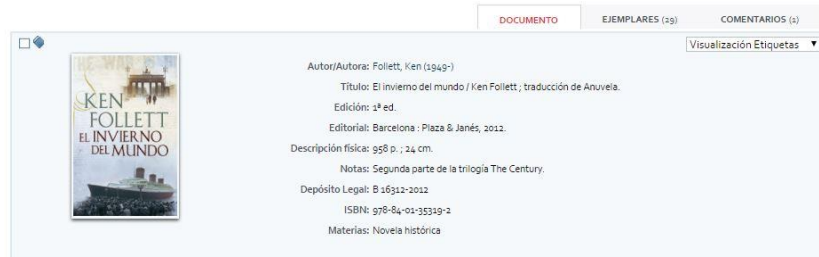 DOCUMENTO EJEMPLARES (29) COMENTARIOS (1)
Visualización Etiquetas
KEN
FOLLETT
EL INVIERNO
DEL MUNDO
Autor/Autora: Follett, Ken (1949-)
Título: El invierno del mundo / Ken Follett ; traducción de Anuvela.
Edición: 1ª ed.
Editorial: Barcelona : Plaza & Janés, 2012.
Descripción física: 958 p. ; 24 cm.
Notas: Segunda parte de la trilogía The Century.
Depósito Legal: B 16312-2012
ISBN: 978-84-01-35319-2
Materias: Novela histórica